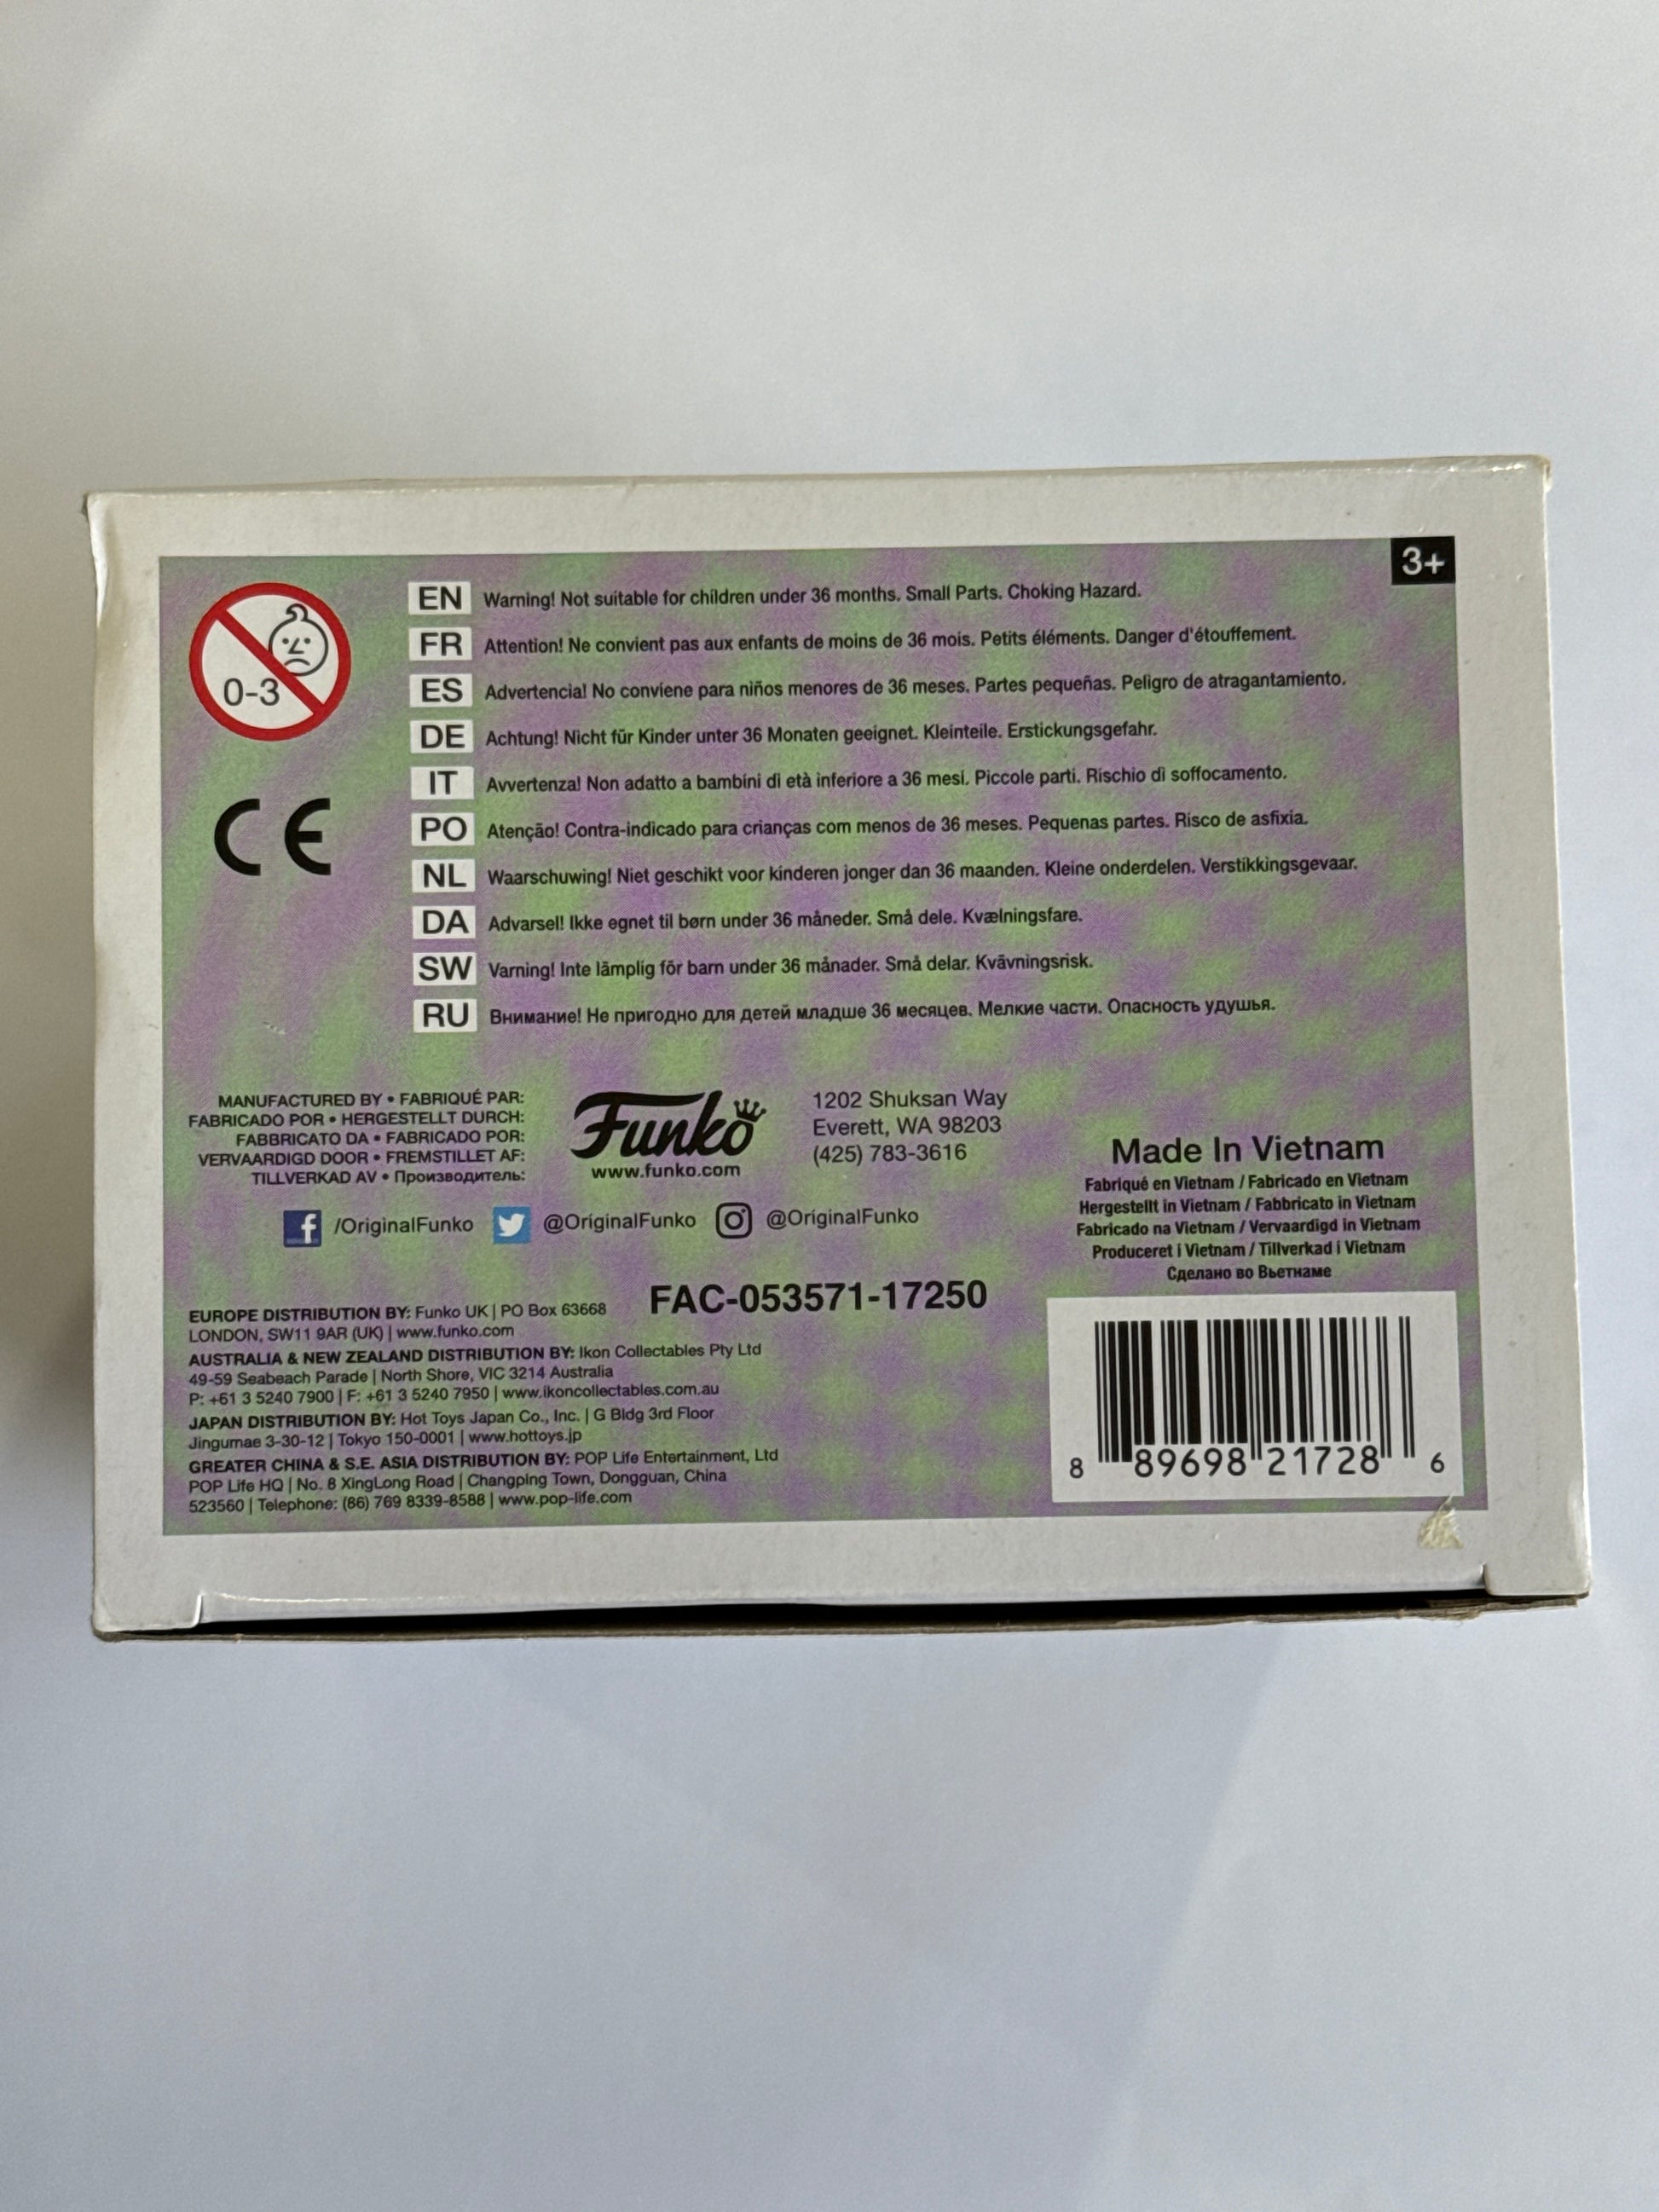 3+
0-3
CE
EN Warning! Not suitable for children under 36 months. Small Parts. Choking Hazard.
FR Attention! Ne convient pas aux enfants de moins de 36 mois. Petits éléments. Danger d'étouffement.
ES Advertencia! No conviene para niños menores de 36 meses. Partes pequeñas. Peligro de atragantamiento.
DE Achtung! Nicht für Kinder unter 36 Monaten geeignet. Kleinteile. Erstickungsgefahr.
IT Avvertenza! Non adatto a bambini di età inferiore a 36 mesi. Piccole parti. Rischio di soffocamento.
PO Atenção! Contra-indicado para crianças com menos de 36 meses. Pequenas partes. Risco de asfixia.
NL Waarschuwing! Niet geschikt voor kinderen jonger dan 36 maanden. Kleine onderdelen. Verstikkingsgevaar.
DA Advarsel! Ikke egnet til børn under 36 måneder. Små dele. Kvælningsfare.
SW Varning! Inte lämplig för barn under 36 månader. Små delar. Kvävningsrisk.
RU Внимание! Не пригодно для детей младше 36 месяцев. Мелкие части. Опасность удушья.
MANUFACTURED BY • FABRIQUÉ PAR:
FABRICADO POR • HERGESTELLT DURCH:
FABBRICATO DA • FABRICADO POR:
VERVAARDIGD DOOR • FREMSTILLET AF:
TILLVERKAD AV • Производитель:
Funko
www.funko.com
1202 Shuksan Way
Everett, WA 98203
(425) 783-3616
/OriginalFunko @OriginalFunko @OriginalFunko
Made In Vietnam
Fabriqué en Vietnam / Fabricado en Vietnam
Hergestellt in Vietnam / Fabbricato in Vietnam
Fabricado na Vietnam / Vervaardigd in Vietnam
Produceret i Vietnam / Tillverkad i Vietnam
Сделано во Вьетнаме
FAC-053571-17250
EUROPE DISTRIBUTION BY: Funko UK | PO Box 63668
LONDON, SW11 9AR (UK) | www.funko.com
AUSTRALIA & NEW ZEALAND DISTRIBUTION BY: Ikon Collectables Pty Ltd
49-59 Seabeach Parade | North Shore, VIC 3214 Australia
P: +61 3 5240 7900 | F: +61 3 5240 7950 | www.ikoncollectables.com.au
JAPAN DISTRIBUTION BY: Hot Toys Japan Co., Inc. | G Bldg 3rd Floor
Jingumae 3-30-12 | Tokyo 150-0001 | www.hottoys.jp
GREATER CHINA & S.E. ASIA DISTRIBUTION BY: POP Life Entertainment, Ltd
POP Life HQ | No. 8 XingLong Road | Changping Town, Dongguan, China
523560 | Telephone: (86) 769 8339-8588 | www.pop-life.com
8 89698 21728 6